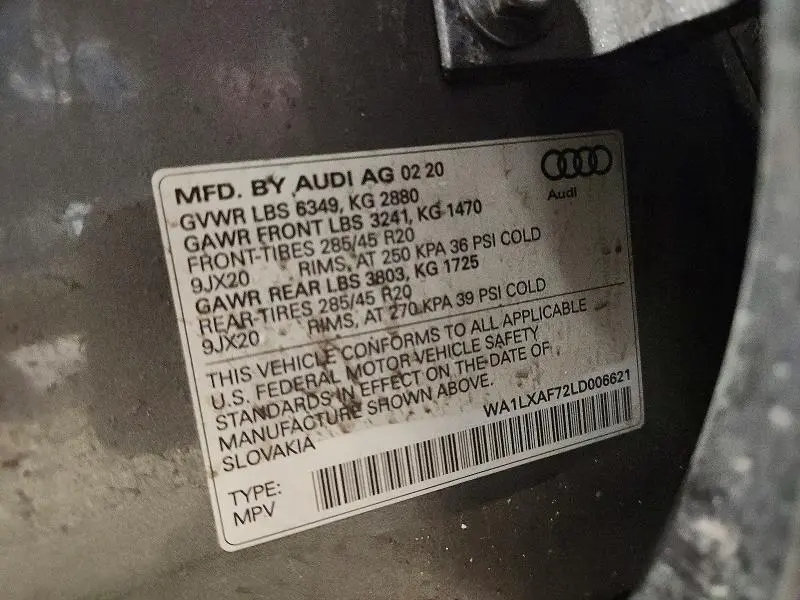 MFD. BY AUDI AG 02 20
Audi
GVWR LBS 6349, KG 2880
GAWR FRONT LBS 3241, KG 1470
FRONT-TIRES 285/45 R20
9JX20 RIMS, AT 250 KPA 36 PSI COLD
GAWR REAR LBS 3803, KG 1725
REAR-TIRES 285/45 R20
9JX20 RIMS, AT 270 KPA 39 PSI COLD
THIS VEHICLE CONFORMS TO ALL APPLICABLE
U.S. FEDERAL MOTOR VEHICLE SAFETY
STANDARDS IN EFFECT ON THE DATE OF
MANUFACTURE SHOWN ABOVE.
SLOVAKIA
WA1LXAF72LD006621
TYPE:
MPV